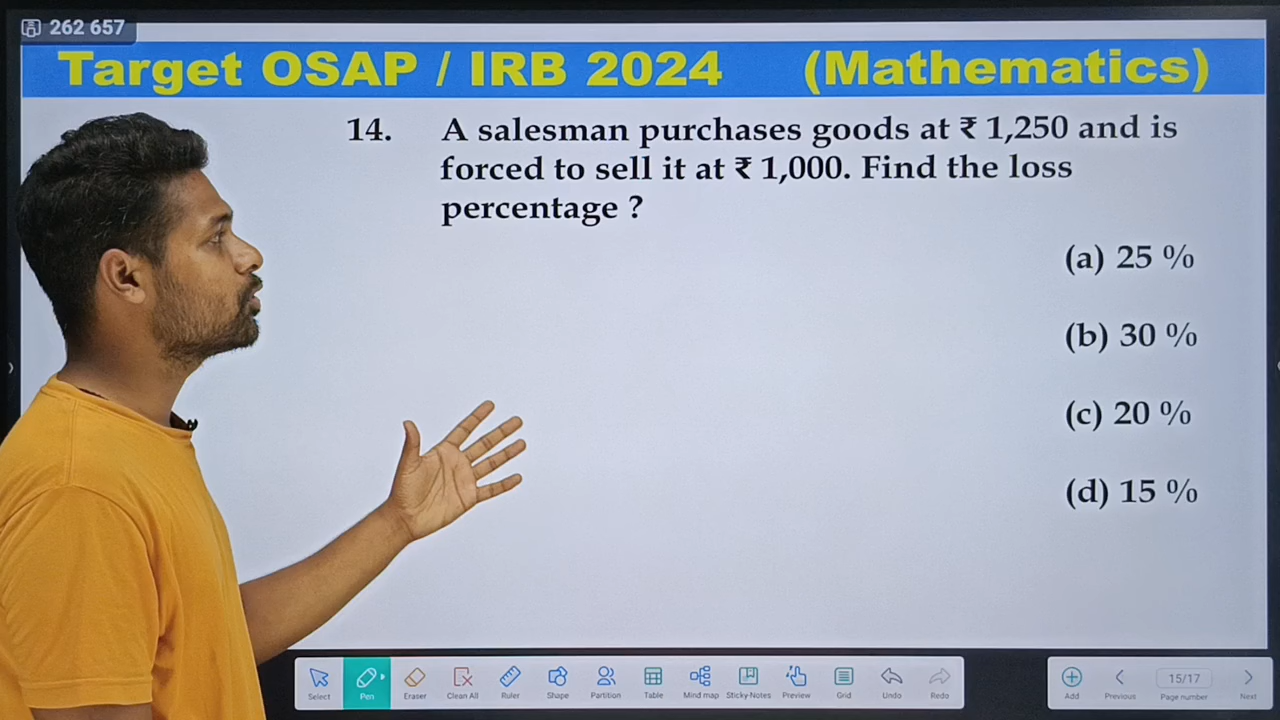 262 657
Target OSAP / IRB 2024 (Mathematics)
14. A salesman purchases goods at ₹ 1,250 and is
forced to sell it at ₹ 1,000. Find the loss
percentage ?
(a) 25 %
(b) 30 %
(c) 20 %
(d) 15 %
Select Pen Eraser Clean All Ruler Shape Partition Table Mind map Sticky-Notes Preview Grid Undo Redo
15/17
Add Previous Page number Next